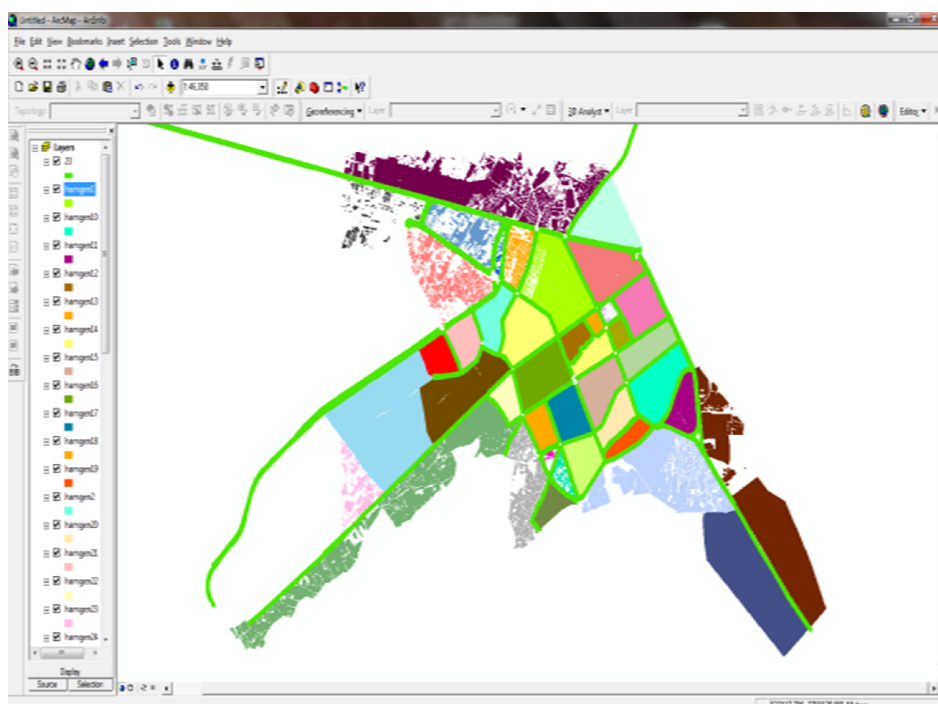 Untitled - ArcMap - ArcInfo
File Edit View Bookmarks Insert Selection Tools Window Help
1:46,358
Topology:
Georeferencing Layer:
3D Analyst Layer:
Editor
Layers
hamgen1
hamgen10
hamgen11
hamgen12
hamgen13
hamgen14
hamgen15
hamgen16
hamgen17
hamgen18
hamgen19
hamgen2
hamgen20
hamgen21
hamgen22
hamgen23
hamgen24
Display
Source Selection